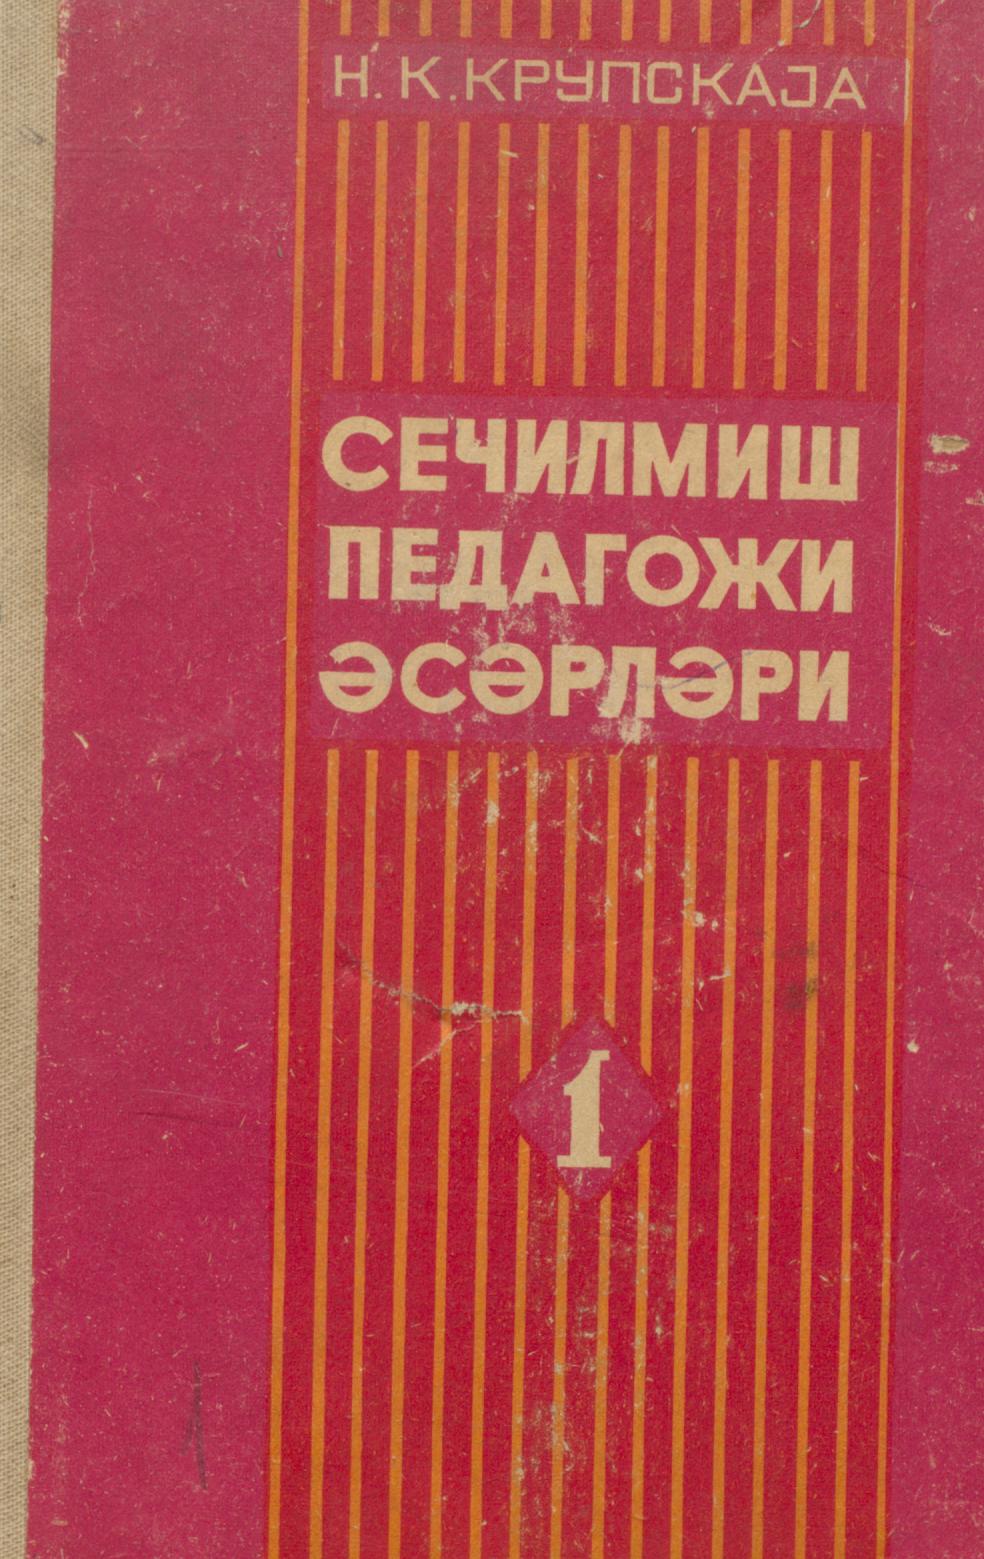 Н. К. КРУПСКАЈА
СЕЧИЛМИШ
ПЕДАГОЖИ
ӘСӘРЛӘРИ
1